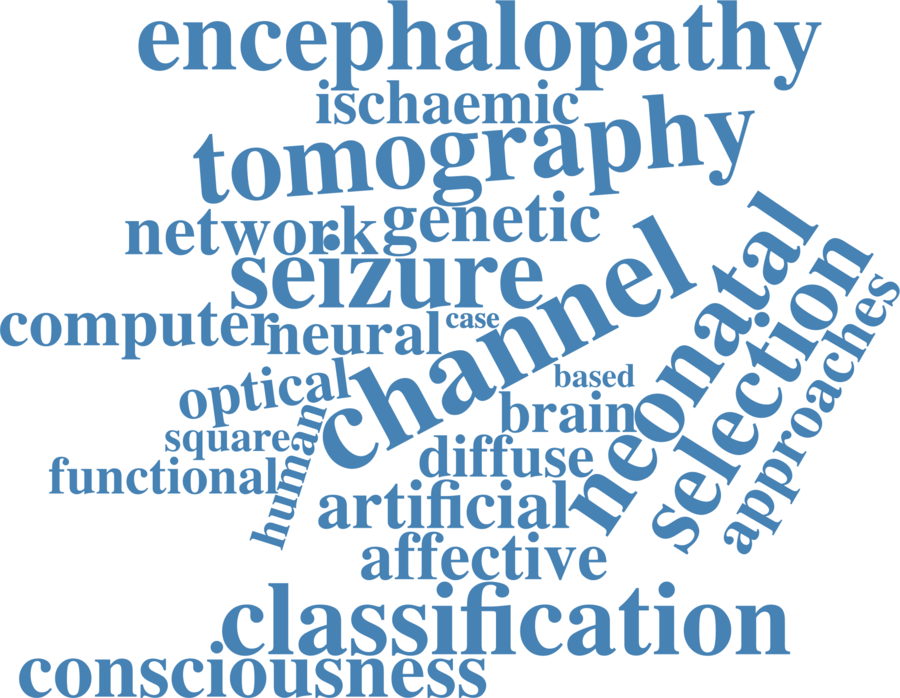 encephalopathy
ischaemic
tomography
network
genetic
seizure
channel
neonatal
selection
approaches
computer
neural
case
optical
based
brain
square
human
diffuse
functional
artificial
affective
classification
consciousness